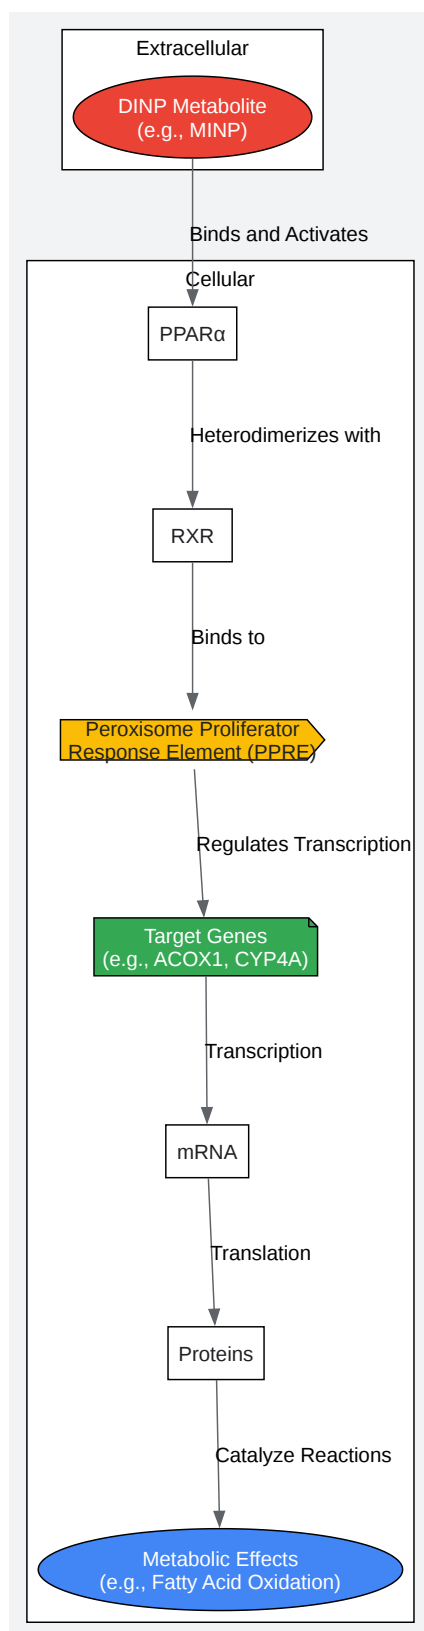 Extracellular
DINP Metabolite
(e.g., MINP)
Binds and Activates
Cellular
PPARα
Heterodimerizes with
RXR
Binds to
Peroxisome Proliferator
Response Element (PPRE)
Regulates Transcription
Target Genes
(e.g., ACOX1, CYP4A)
Transcription
mRNA
Translation
Proteins
Catalyze Reactions
Metabolic Effects
(e.g., Fatty Acid Oxidation)